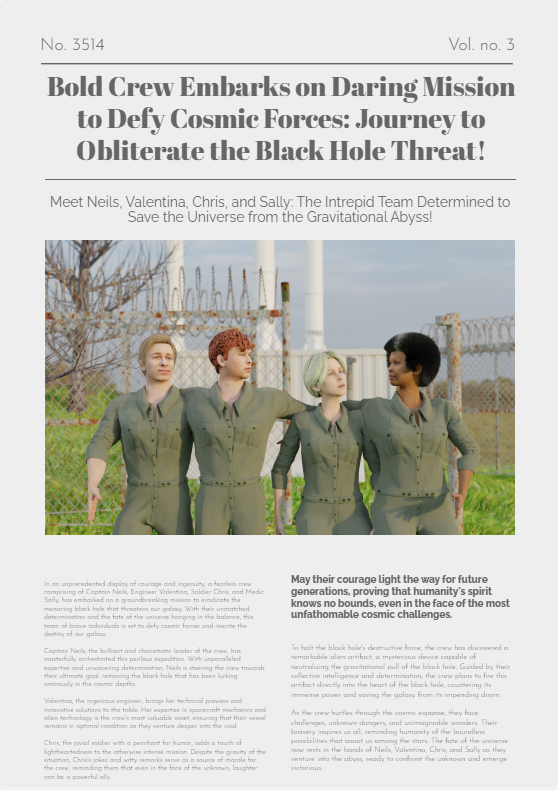 No. 3514
Vol. no. 3
Bold Crew Embarks on Daring Mission
to Defy Cosmic Forces: Journey to
Obliterate the Black Hole Threat!
Meet Neils, Valentina, Chris, and Sally: The Intrepid Team Determined to
Save the Universe from the Gravitational Abyss!
In an unprecedented display of courage and ingenuity, a fearless crew
comprising of Captain Neils, Engineer Valentina, Soldier Chris, and Medic
Sally, has embarked on a groundbreaking mission to eradicate the
menacing black hole that threatens our galaxy. With their unmatched
determination and the fate of the universe hanging in the balance, this
team of brave individuals is set to defy cosmic forces and rewrite the
destiny of our galaxy.
Captain Neils, the brilliant and charismatic leader of the crew, has
masterfully orchestrated this perilous expedition. With unparalleled
expertise and unwavering determination, Neils is steering the crew towards
their ultimate goal, removing the black hole that has been lurking
ominously in the cosmic depths.
Valentina, the ingenious engineer, brings her technical prowess and
innovative solutions to the table. Her expertise in spacecraft mechanics and
alien technology is the crew's most valuable asset, ensuring that their vessel
remains in optimal condition as they venture deeper into the void.
Chris, the jovial soldier with a penchant for humor, adds a touch of
lightheartedness to the otherwise intense mission. Despite the gravity of the
situation, Chris's jokes and witty remarks serve as a source of morale for
the crew, reminding them that even in the face of the unknown, laughter
can be a powerful ally.
May their courage light the way for future
generations, proving that humanity's spirit
knows no bounds, even in the face of the most
unfathomable cosmic challenges.
To halt the black hole's destructive force, the crew has discovered a
remarkable alien artifact, a mysterious device capable of
neutralizing the gravitational pull of the black hole. Guided by their
collective intelligence and determination, the crew plans to fire this
artifact directly into the heart of the black hole, countering its
immense power and saving the galaxy from its impending doom.
As the crew hurtles through the cosmic expanse, they face
challenges, unknown dangers, and unimaginable wonders. Their
bravery inspires us all, reminding humanity of the boundless
possibilities that await us among the stars. The fate of the universe
now rests in the hands of Neils, Valentina, Chris, and Sally as they
venture into the abyss, ready to confront the unknown and emerge
victorious.